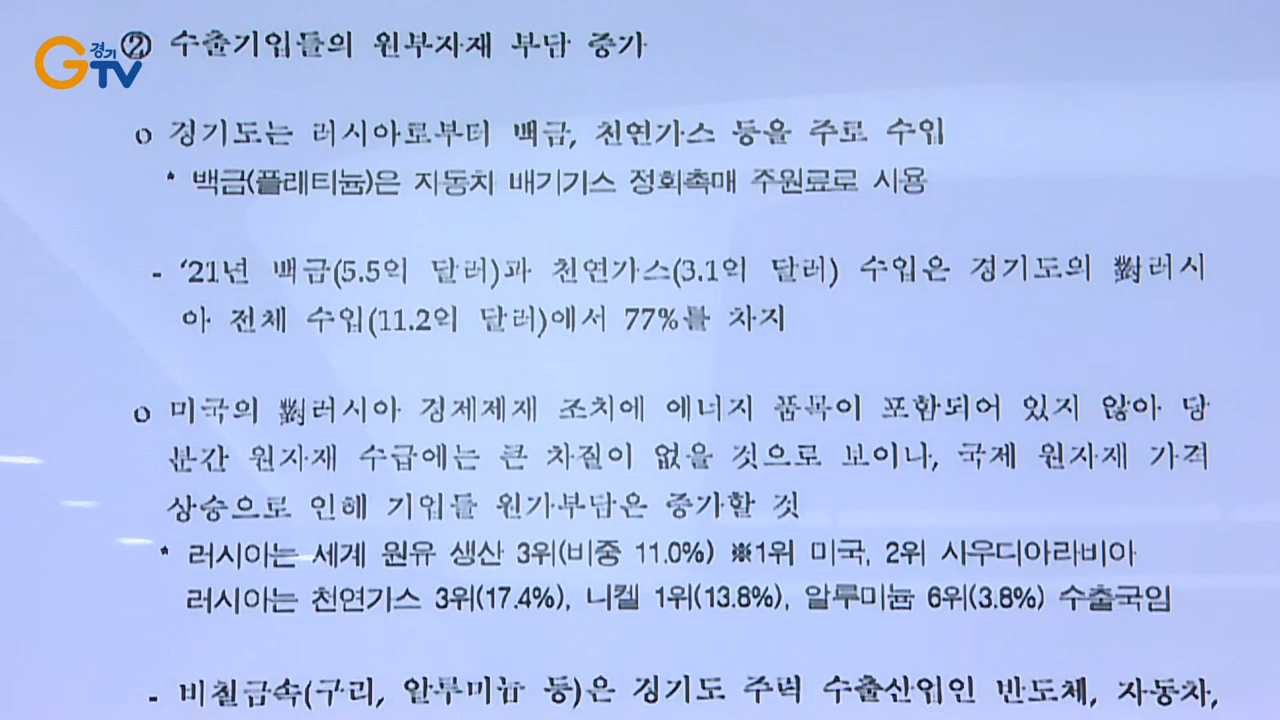 경기 GTV
② 수출기업들의 원부자재 부담 증가
o 경기도는 러시아로부터 백금, 천연가스 등을 주로 수입
* 백금(플래티늄)은 자동차 배기가스 정화촉매 주원료로 사용
- '21년 백금(5.5억 달러)과 천연가스(3.1억 달러) 수입은 경기도의 對러시
아 전체 수입(11.2억 달러)에서 77%를 차지
o 미국의 對러시아 경제제재 조치에 에너지 품목이 포함되어 있지 않아 당
분간 원자재 수급에는 큰 차질이 없을 것으로 보이나, 국제 원자재 가격
상승으로 인해 기업들 원가부담은 증가할 것
* 러시아는 세계 원유 생산 3위(비중 11.0%) ※1위 미국, 2위 사우디아라비아
러시아는 천연가스 3위(17.4%), 니켈 1위(13.8%), 알루미늄 6위(3.8%) 수출국임
- 비철금속(구리, 알루미늄 등)은 경기도 주력 수출산업인 반도체, 자동차,